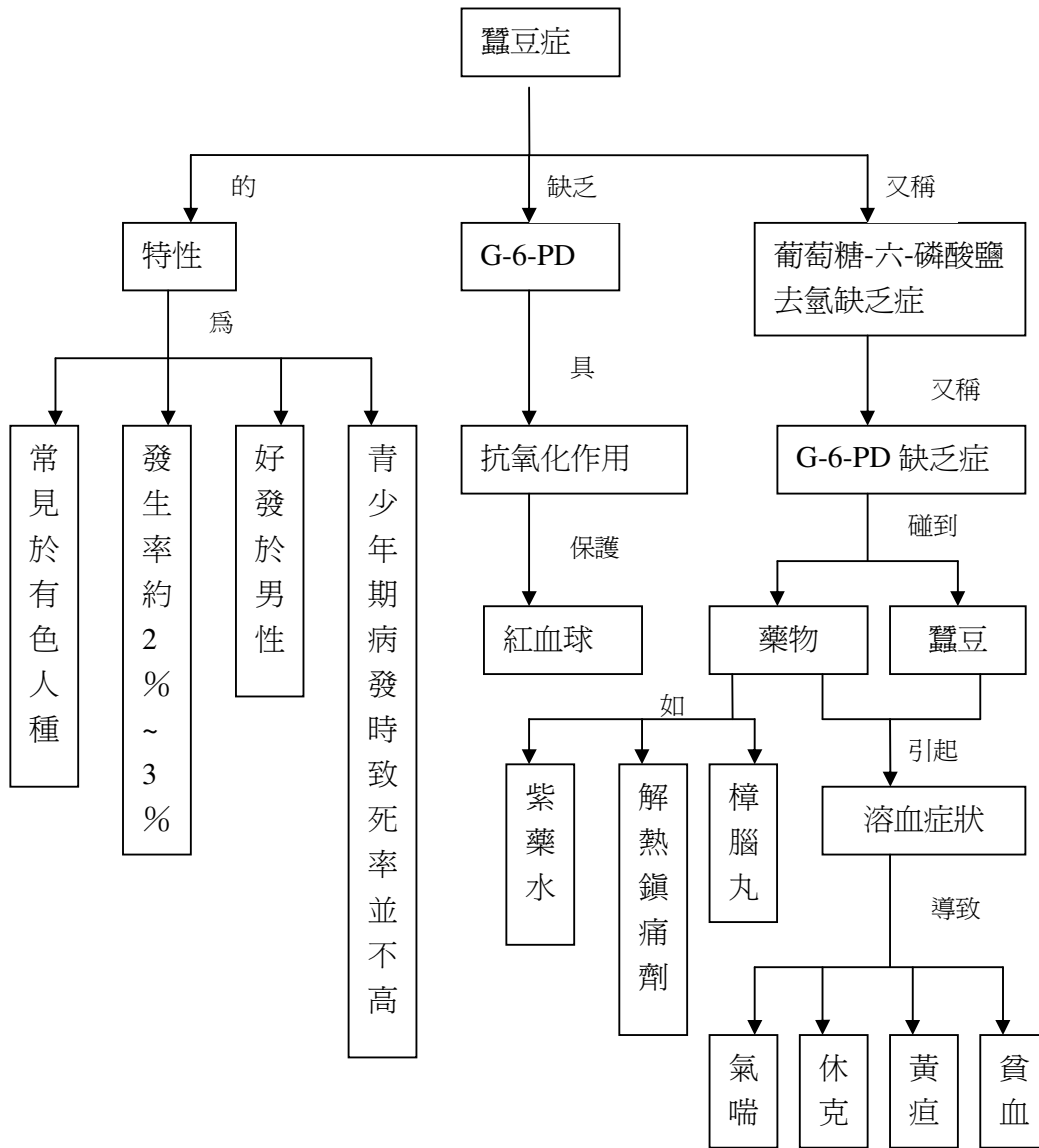 蠶豆症
的
缺乏
又稱
特性
G-6-PD
葡萄糖-六-磷酸鹽
去氫缺乏症
為
具
又稱
常見於有色人種
發生率約2%~3%
好發於男性
青少年期病發時致死率並不高
抗氧化作用
G-6-PD 缺乏症
保護
碰到
紅血球
藥物
蠶豆
如
引起
紫藥水
解熱鎮痛劑
樟腦丸
溶血症狀
導致
氣喘
休克
黃疸
貧血